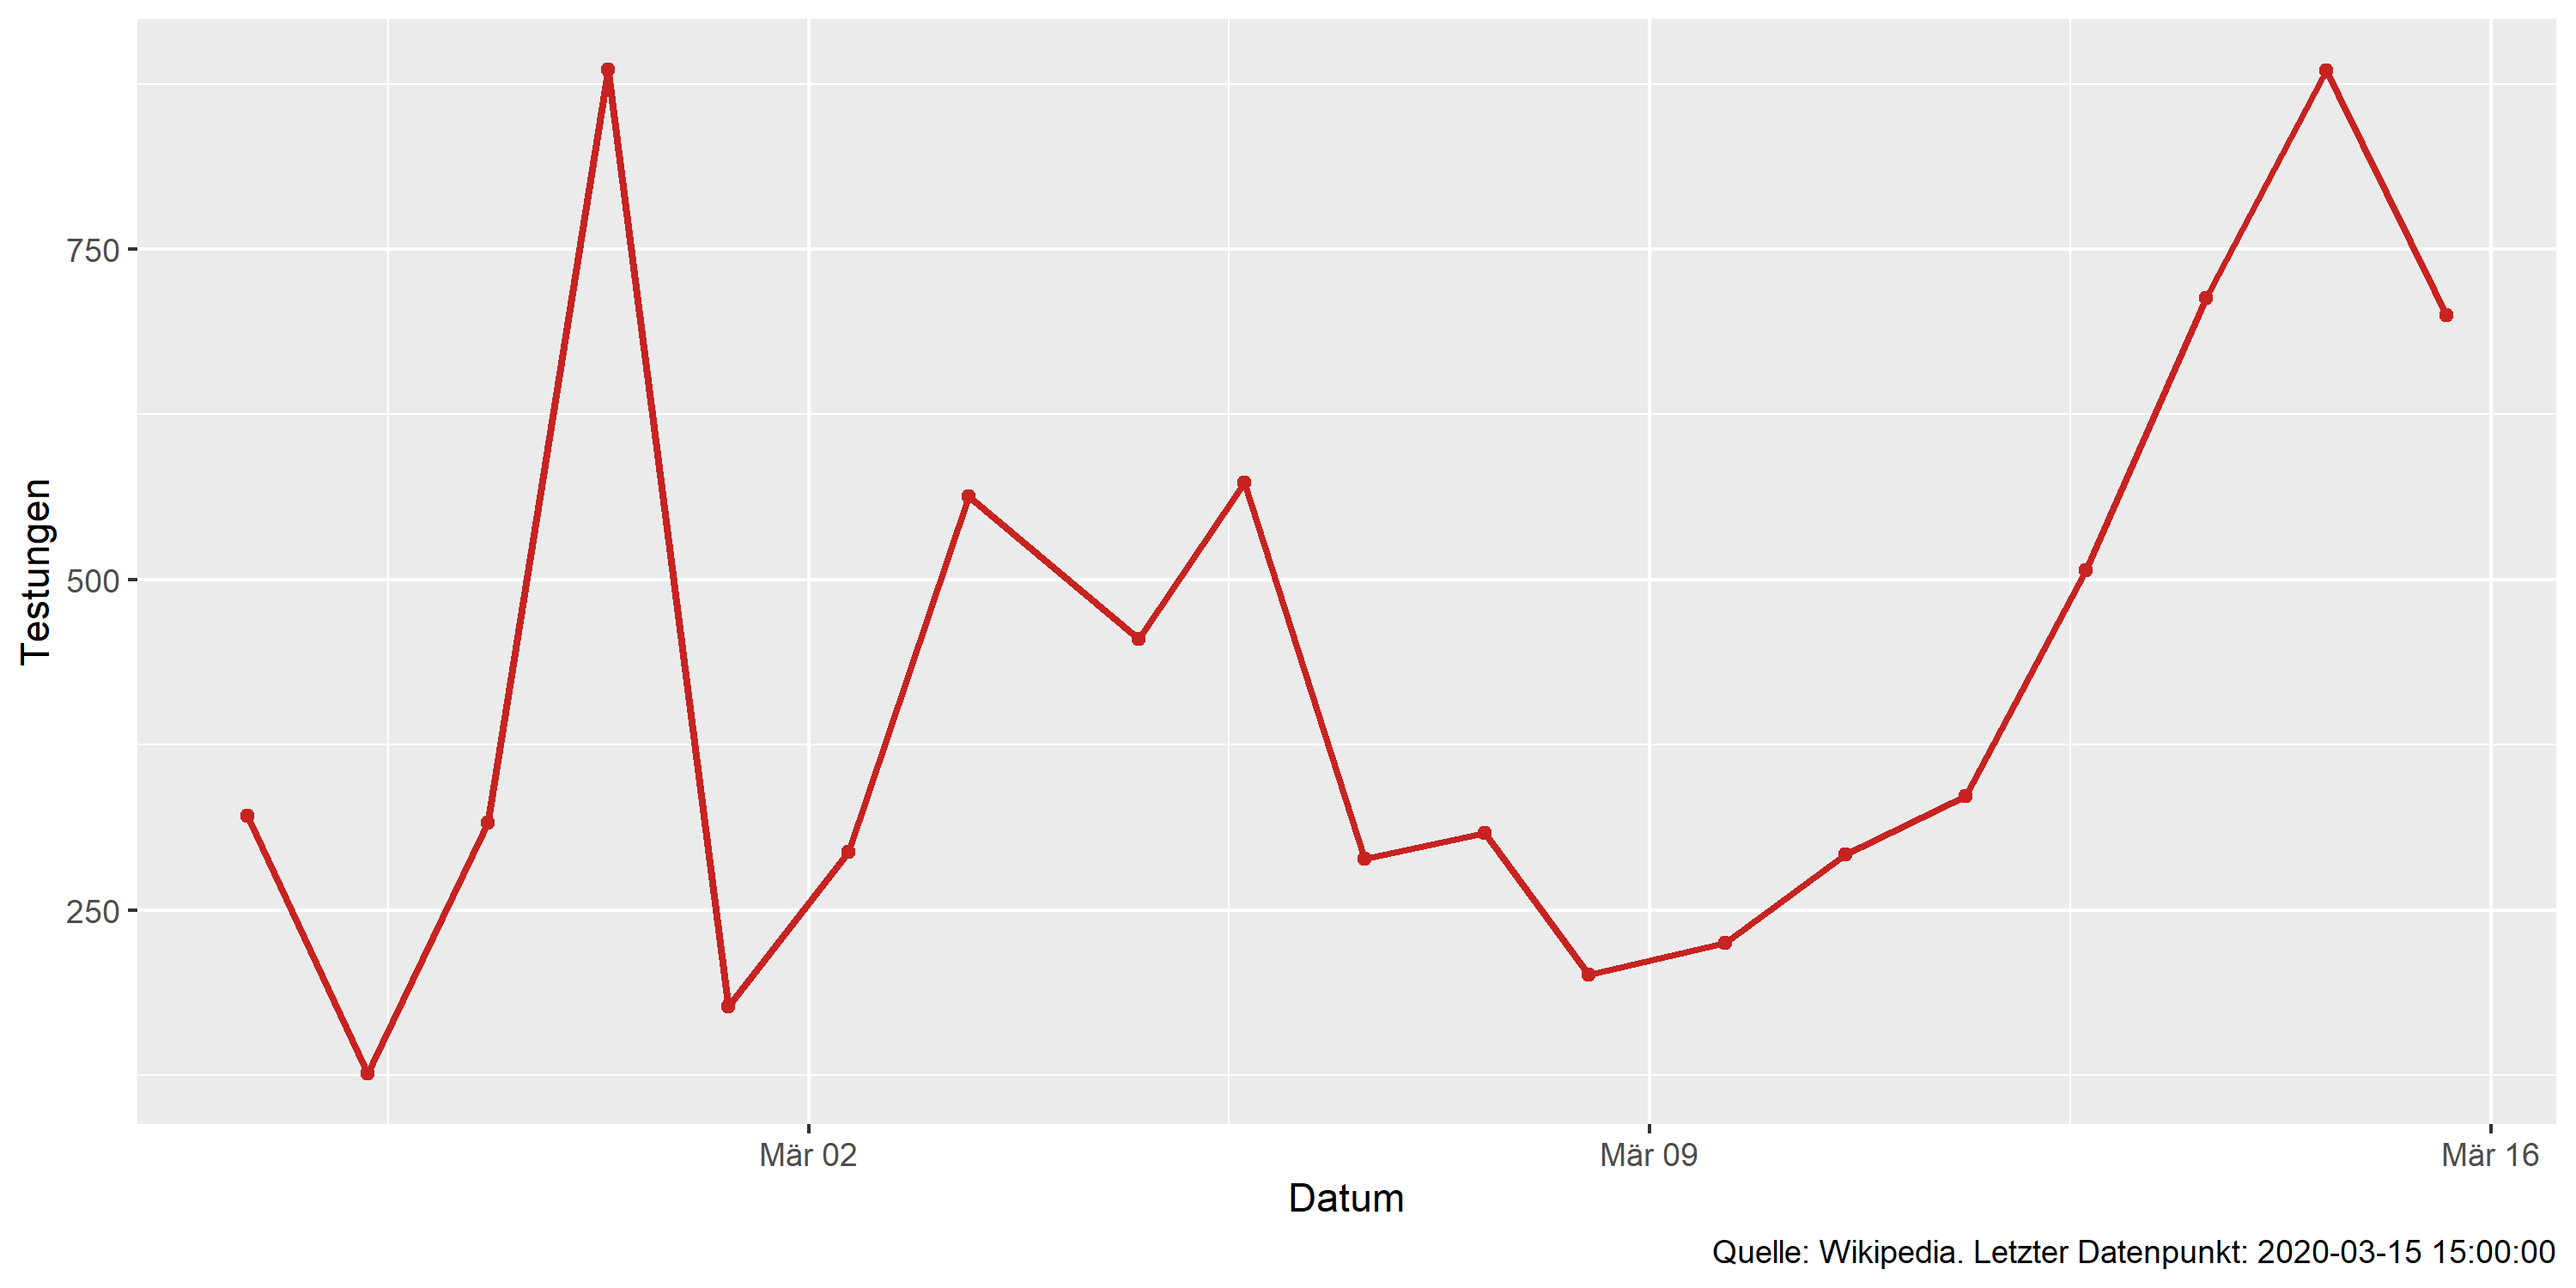 Testungen
750
500
250
Mär 02
Mär 09
Mär 16
Datum
Quelle: Wikipedia. Letzter Datenpunkt: 2020-03-15 15:00:00